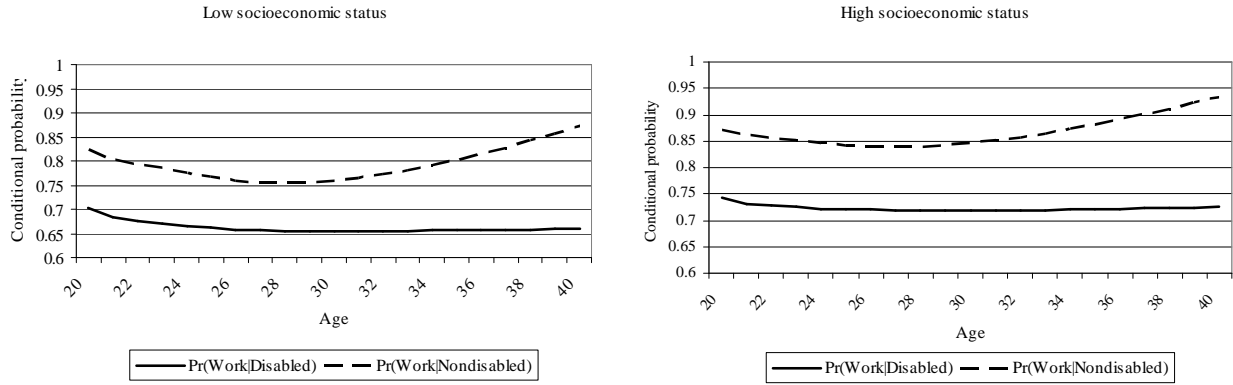 Low socioeconomic status
Conditional probability
1
0.95
0.9
0.85
0.8
0.75
0.7
0.65
0.6
20 22 24 26 28 30 32 34 36 38 40
Age
Pr(Work|Disabled) Pr(Work|Nondisabled)
High socioeconomic status
Conditional probability
1
0.95
0.9
0.85
0.8
0.75
0.7
0.65
0.6
20 22 24 26 28 30 32 34 36 38 40
Age
Pr(Work|Disabled) Pr(Work|Nondisabled)